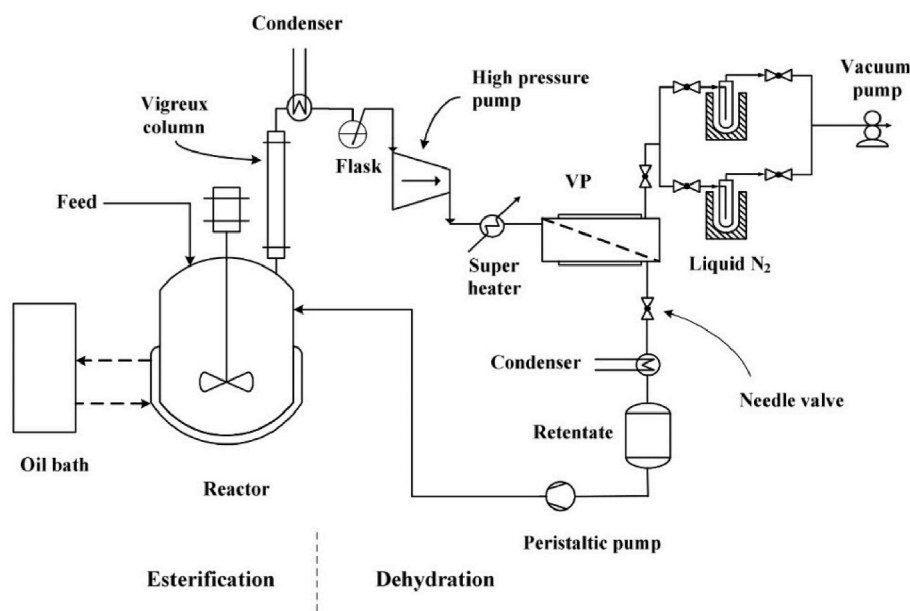 Condenser
High pressure
pump
Vacuum
pump
Vigreux
column
Flask
VP
Feed
Super
heater
Liquid N₂
Condenser
Needle valve
Retentate
Oil bath
Reactor
Peristaltic pump
Esterification
Dehydration